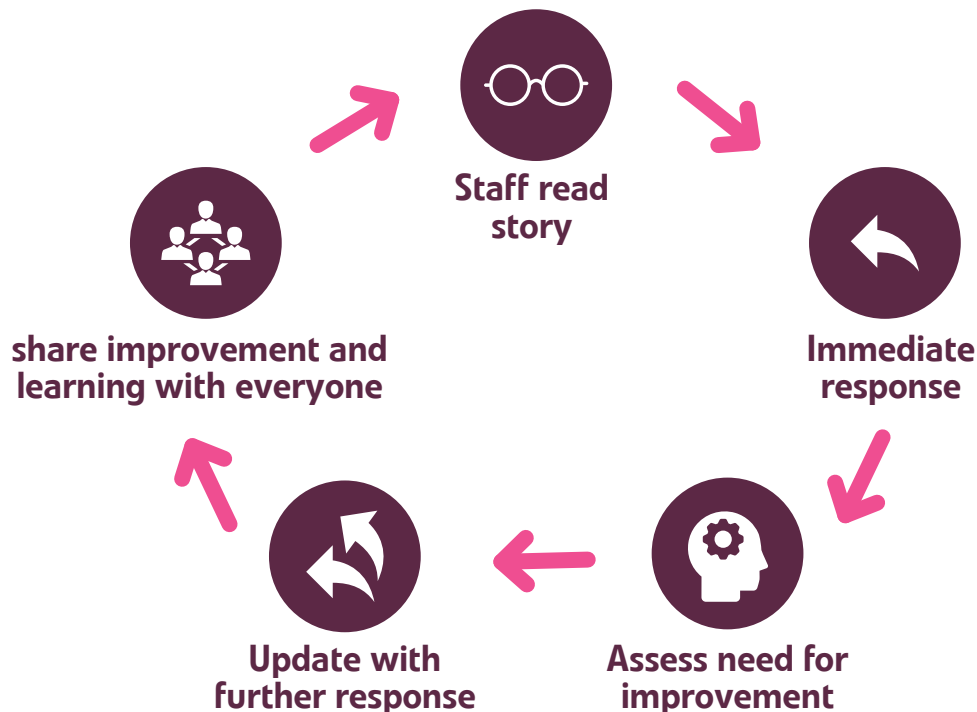 Staff read
story
Immediate
response
Assess need for
improvement
Update with
further response
share improvement and
learning with everyone